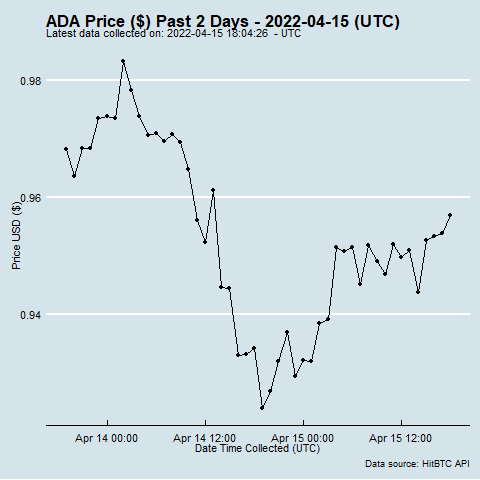 ADA Price ($) Past 2 Days - 2022-04-15 (UTC)
Latest data collected on: 2022-04-15 18:04:26  - UTC
0.98
0.96
0.94
Price USD ($)
Apr 14 00:00
Apr 14 12:00
Apr 15 00:00
Apr 15 12:00
Date Time Collected (UTC)
Data source: HitBTC API